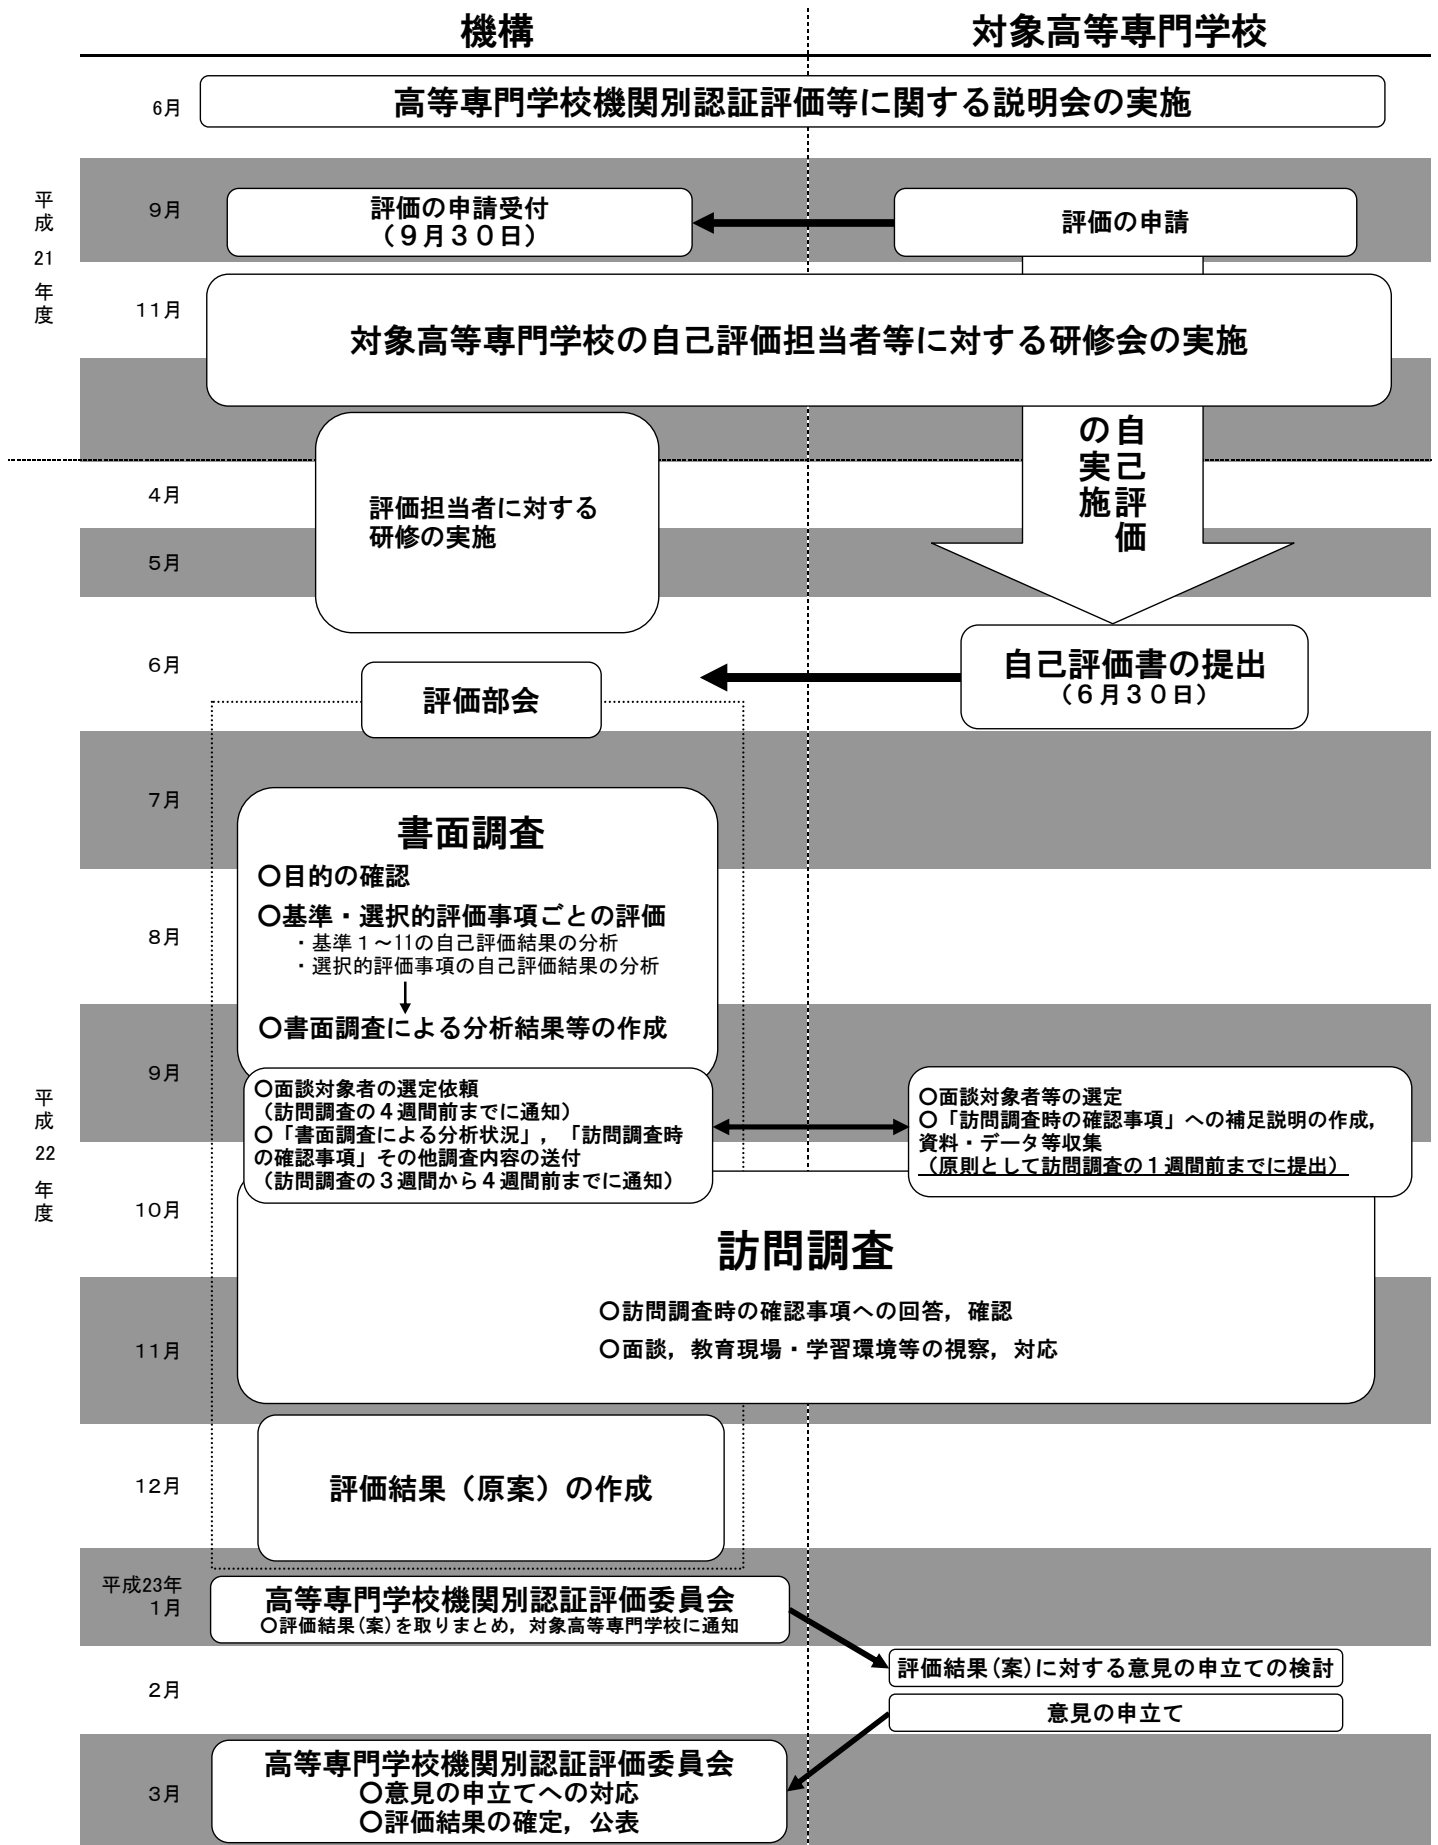 機構
対象高等専門学校
6月
高等専門学校機関別認証評価等に関する説明会の実施
平成21年度
9月
評価の申請受付
（９月３０日）
評価の申請
11月
対象高等専門学校の自己評価担当者等に対する研修会の実施
自己評価
の実施
4月
評価担当者に対する
研修の実施
5月
6月
自己評価書の提出
（６月３０日）
評価部会
7月
書面調査
〇目的の確認
〇基準・選択的評価事項ごとの評価
・基準１～11の自己評価結果の分析
・選択的評価事項の自己評価結果の分析
8月
〇書面調査による分析結果等の作成
9月
〇面談対象者の選定依頼
（訪問調査の４週間前までに通知）
〇「書面調査による分析状況」，「訪問調査時
の確認事項」その他調査内容の送付
（訪問調査の３週間から４週間前までに通知）
〇面談対象者等の選定
〇「訪問調査時の確認事項」への補足説明の作成，
資料・データ等収集
（原則として訪問調査の１週間前までに提出）
平成22年度
10月
訪問調査
〇訪問調査時の確認事項への回答，確認
〇面談，教育現場・学習環境等の視察，対応
11月
12月
評価結果（原案）の作成
平成23年
1月
高等専門学校機関別認証評価委員会
〇評価結果(案)を取りまとめ，対象高等専門学校に通知
評価結果(案)に対する意見の申立ての検討
2月
意見の申立て
3月
高等専門学校機関別認証評価委員会
〇意見の申立てへの対応
〇評価結果の確定，公表